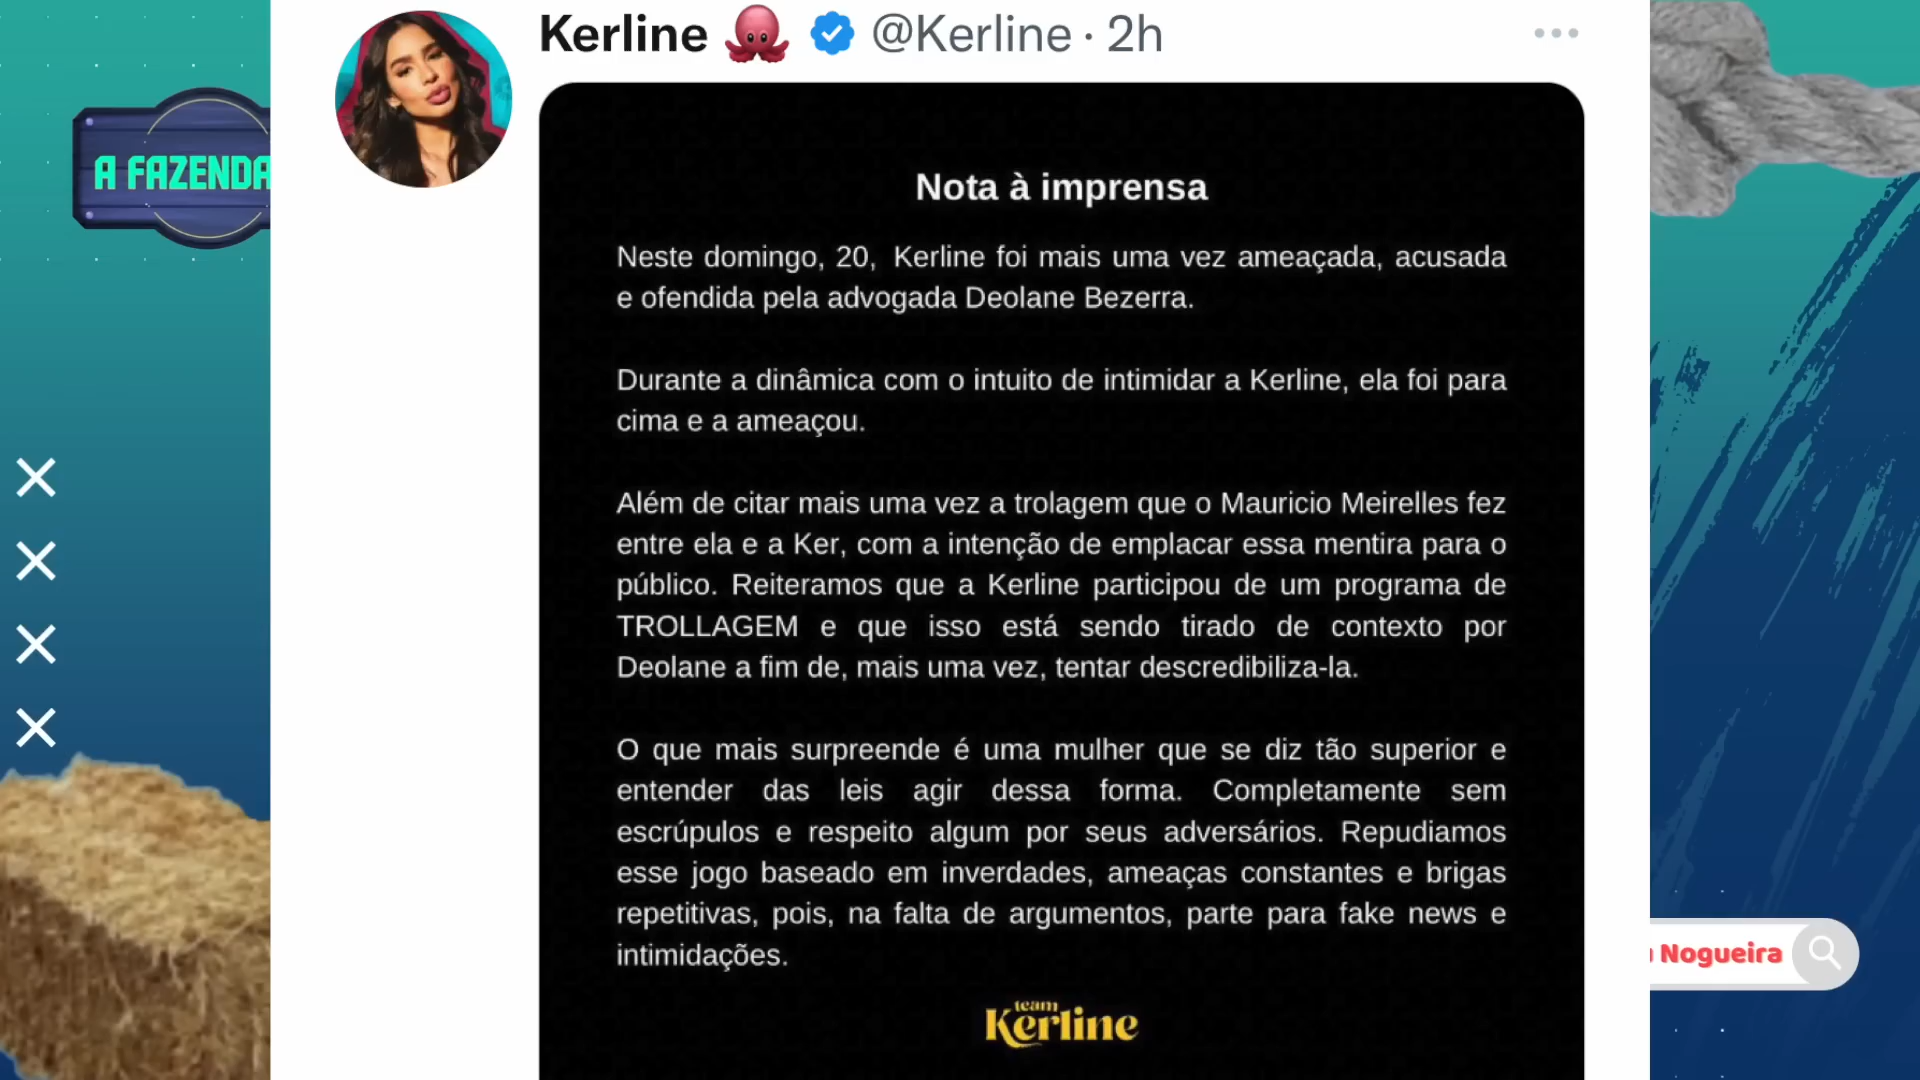 Kerline 🐙 @Kerline · 2h
A FAZENDA
Nota à imprensa
Neste domingo, 20, Kerline foi mais uma vez ameaçada, acusada
e ofendida pela advogada Deolane Bezerra.
Durante a dinâmica com o intuito de intimidar a Kerline, ela foi para
cima e a ameaçou.
Além de citar mais uma vez a trolagem que o Mauricio Meirelles fez
entre ela e a Ker, com a intenção de emplacar essa mentira para o
público. Reiteramos que a Kerline participou de um programa de
TROLLAGEM e que isso está sendo tirado de contexto por
Deolane a fim de, mais uma vez, tentar descredibiliza-la.
O que mais surpreende é uma mulher que se diz tão superior e
entender das leis agir dessa forma. Completamente sem
escrúpulos e respeito algum por seus adversários. Repudiamos
esse jogo baseado em inverdades, ameaças constantes e brigas
repetitivas, pois, na falta de argumentos, parte para fake news e
intimidações.
Nogueira
team
Kerline